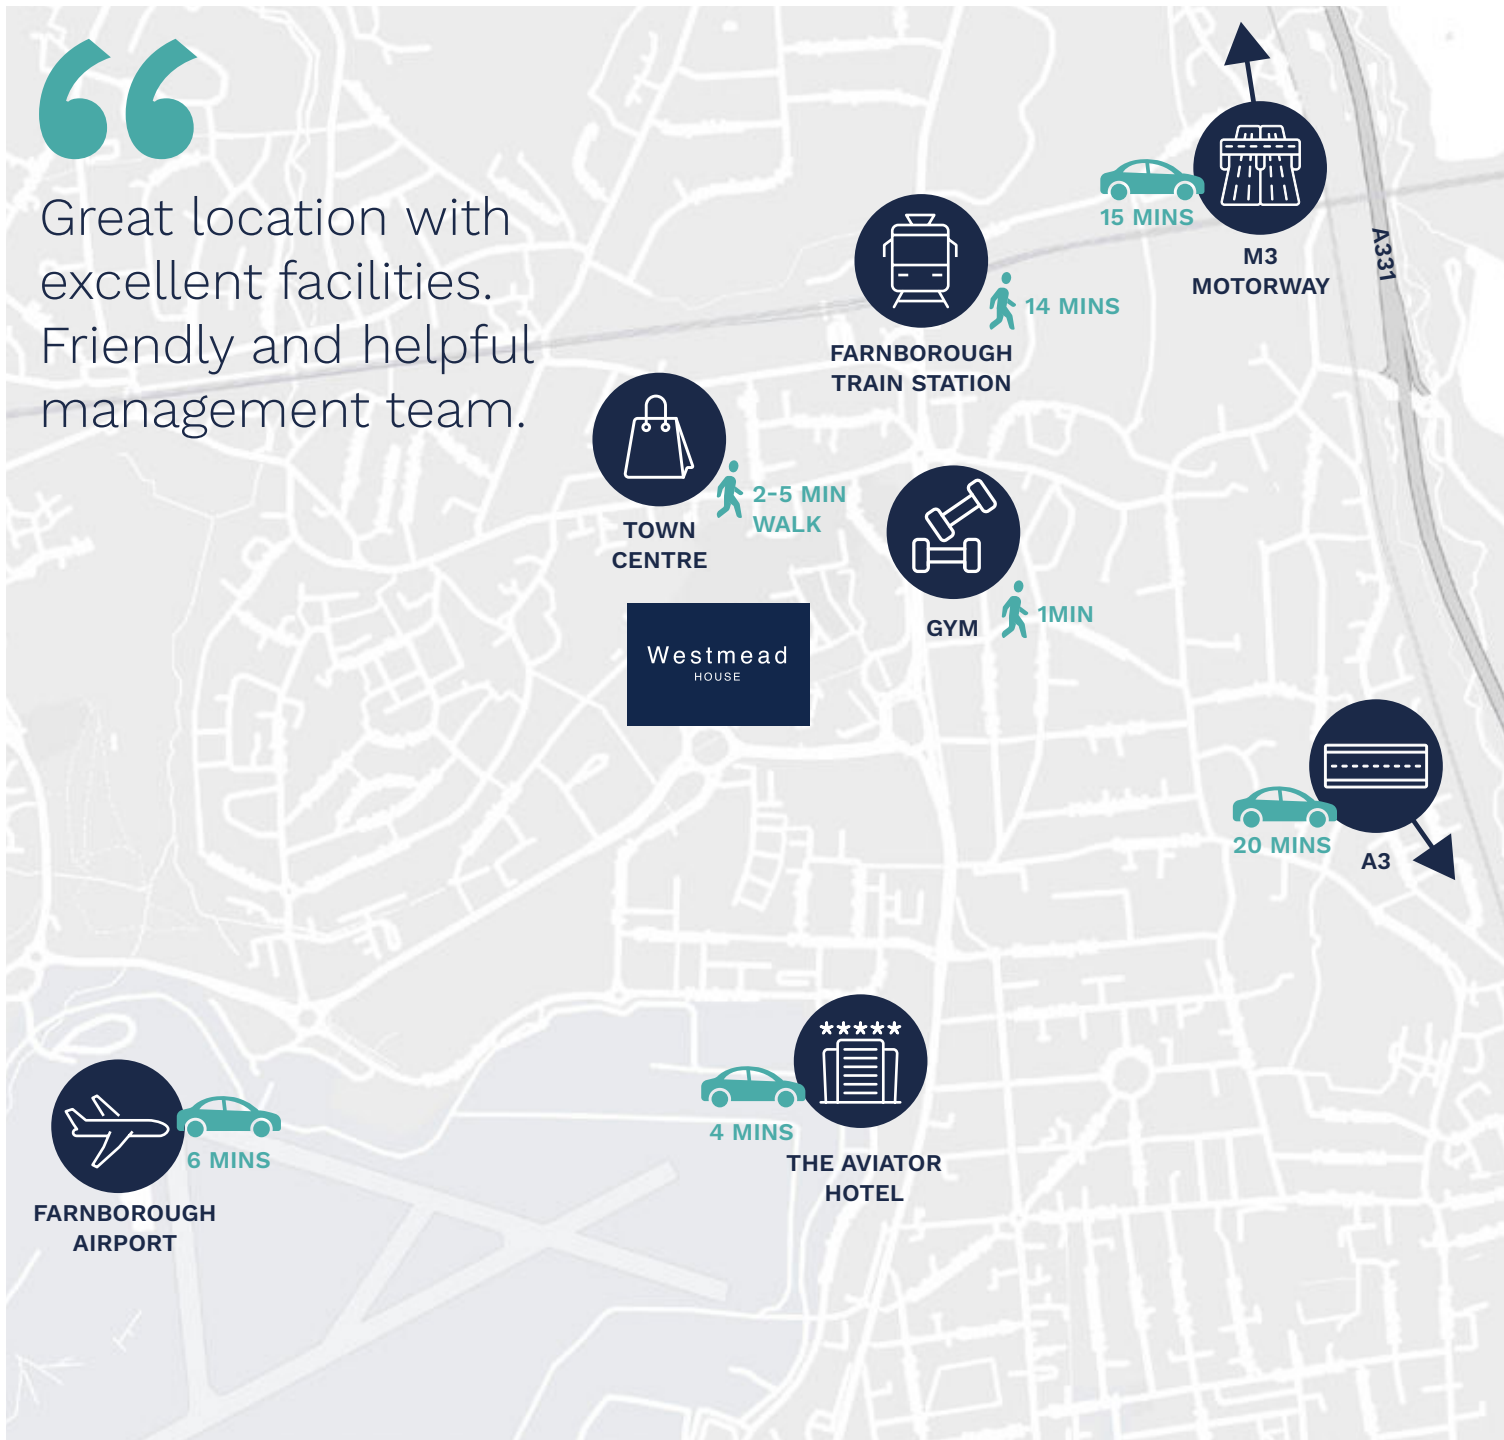 “
Great location with
excellent facilities.
Friendly and helpful
management team.
15 MINS
M3
MOTORWAY
A331
14 MINS
FARNBOROUGH
TRAIN STATION
2-5 MIN
WALK
TOWN
CENTRE
1MIN
GYM
Westmead
HOUSE
20 MINS
A3
4 MINS
THE AVIATOR
HOTEL
6 MINS
FARNBOROUGH
AIRPORT